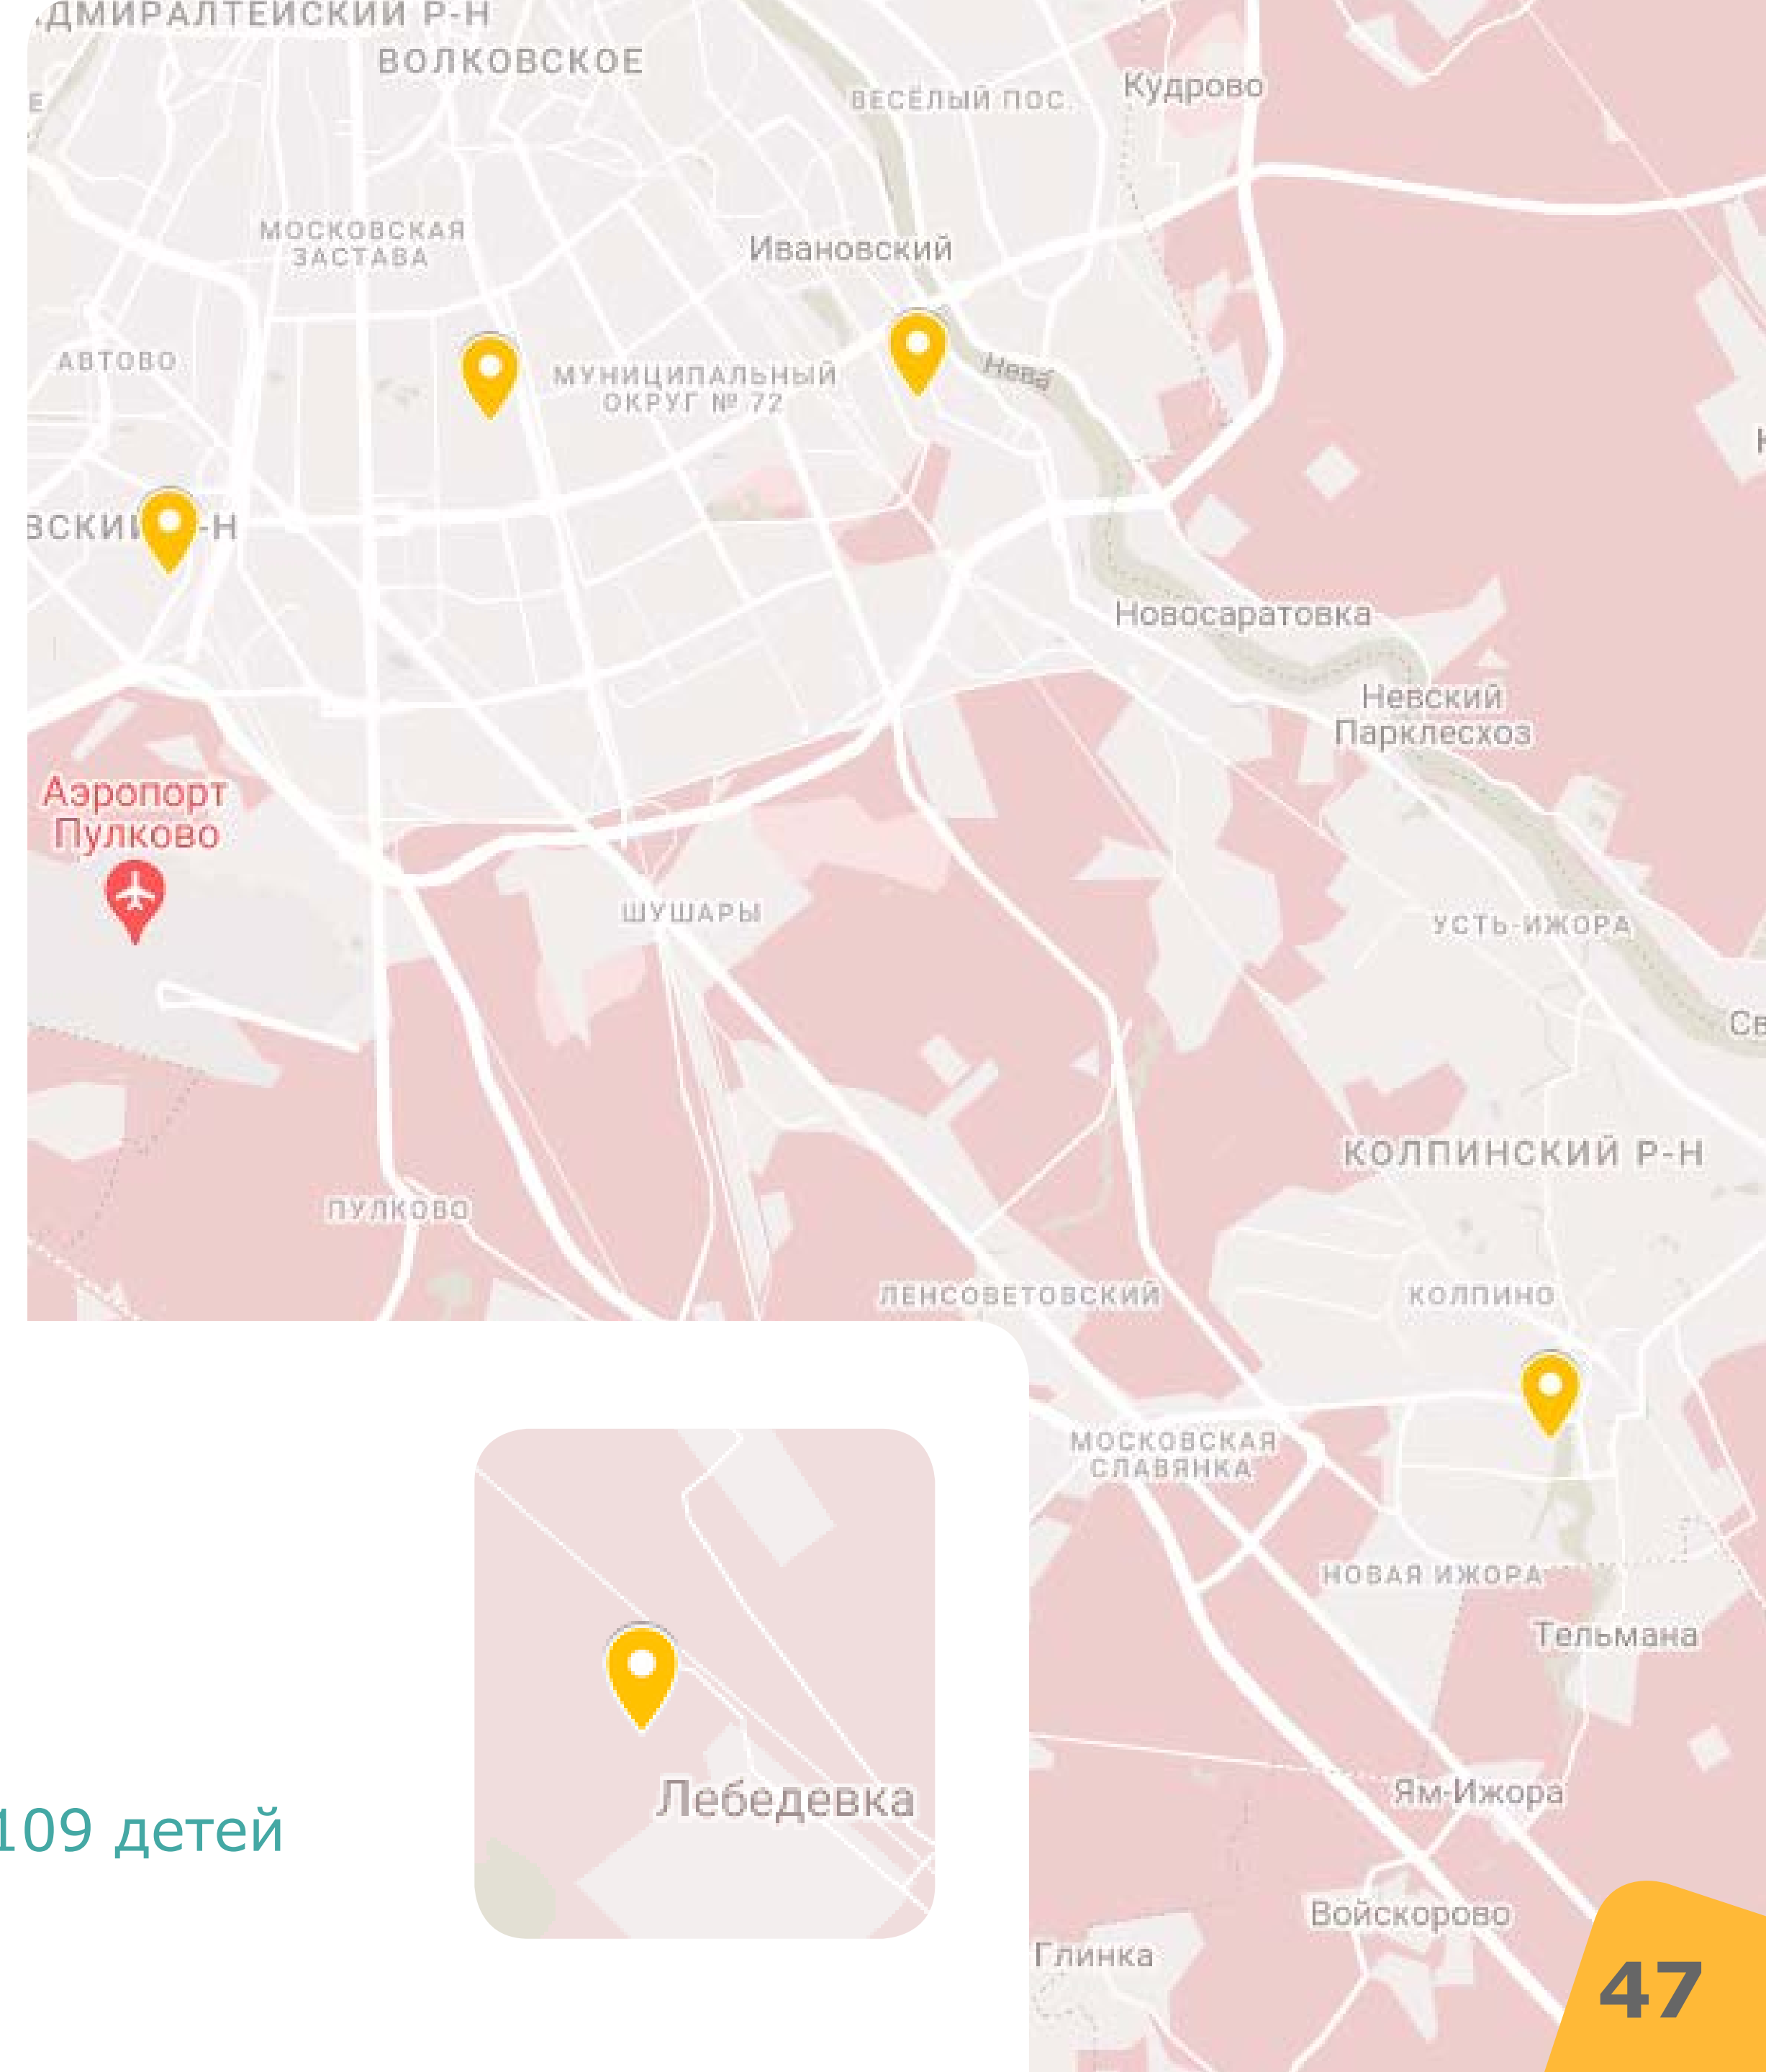 ДМИРАЛТЕЙСКИЙ Р-Н
ВОЛКОВСКОЕ
Е
ВЕСЁЛЫЙ ПОС.
Кудрово
МОСКОВСКАЯ
ЗАСТАВА
Ивановский
АВТОВО
МУНИЦИПАЛЬНЫЙ
ОКРУГ № 72
Нева
ВСКИЙ -Н
Новосаратовка
Невский
Парклесхоз
Аэропорт
Пулково
ШУШАРЫ
УСТЬ-ИЖОРА
Св
КОЛПИНСКИЙ Р-Н
ПУЛКОВО
ЛЕНСОВЕТОВСКИЙ
КОЛПИНО
МОСКОВСКАЯ
СЛАВЯНКА
НОВАЯ ИЖОРА
Тельмана
Ям-Ижора
Лебедевка
109 детей
Войскорово
Глинка
47